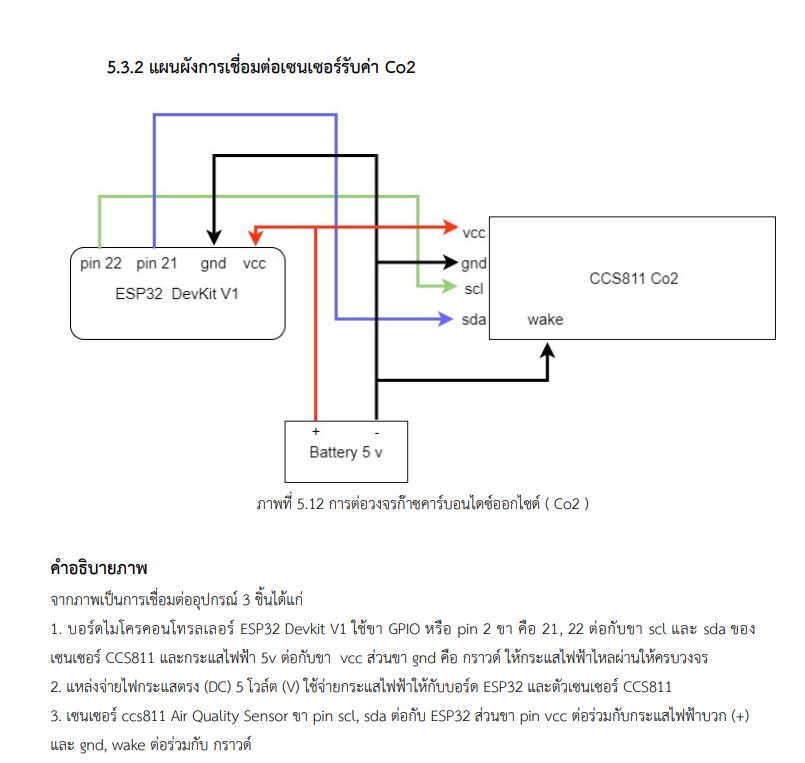 5.3.2 แผนผังการเชื่อมต่อเซนเซอร์รับค่า Co2
pin 22 pin 21 gnd vcc
ESP32 DevKit V1
vcc
gnd
scl
sda
CCS811 Co2
wake
+ -
Battery 5 v
ภาพที่ 5.12 การต่อวงจรก๊าซคาร์บอนไดซ์ออกไซด์ ( Co2 )
คำอธิบายภาพ
จากภาพเป็นการเชื่อมต่ออุปกรณ์ 3 ชิ้นได้แก่
1. บอร์ดไมโครคอนโทรลเลอร์ ESP32 Devkit V1 ใช้ขา GPIO หรือ pin 2 ขา คือ 21, 22 ต่อกับขา scl และ sda ของ
เซนเซอร์ CCS811 และกระแสไฟฟ้า 5v ต่อกับขา vcc ส่วนขา gnd คือ กราวด์ ให้กระแสไฟฟ้าไหลผ่านให้ครบวงจร
2. แหล่งจ่ายไฟกระแสตรง (DC) 5 โวล์ต (V) ใช้จ่ายกระแสไฟฟ้าให้กับบอร์ด ESP32 และตัวเซนเซอร์ CCS811
3. เซนเซอร์ ccs811 Air Quality Sensor ขา pin scl, sda ต่อกับ ESP32 ส่วนขา pin vcc ต่อร่วมกับกระแสไฟฟ้าบวก (+)
และ gnd, wake ต่อร่วมกับ กราวด์